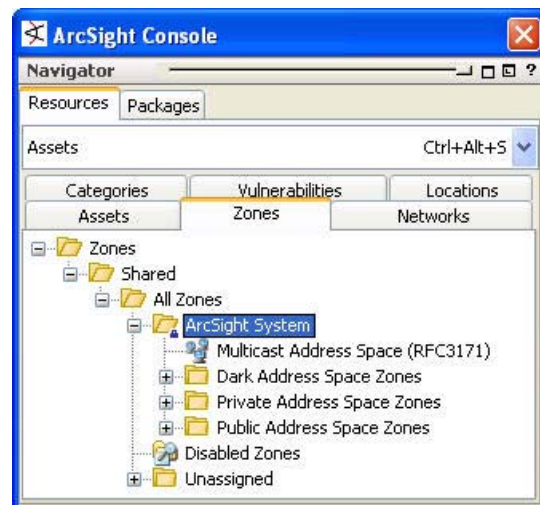 ArcSight Console
Navigator ?
Resources Packages
Assets Ctrl+Alt+S
Categories Vulnerabilities Locations
Assets Zones Networks
Zones
Shared
All Zones
ArcSight System
Multicast Address Space (RFC3171)
Dark Address Space Zones
Private Address Space Zones
Public Address Space Zones
Disabled Zones
Unassigned